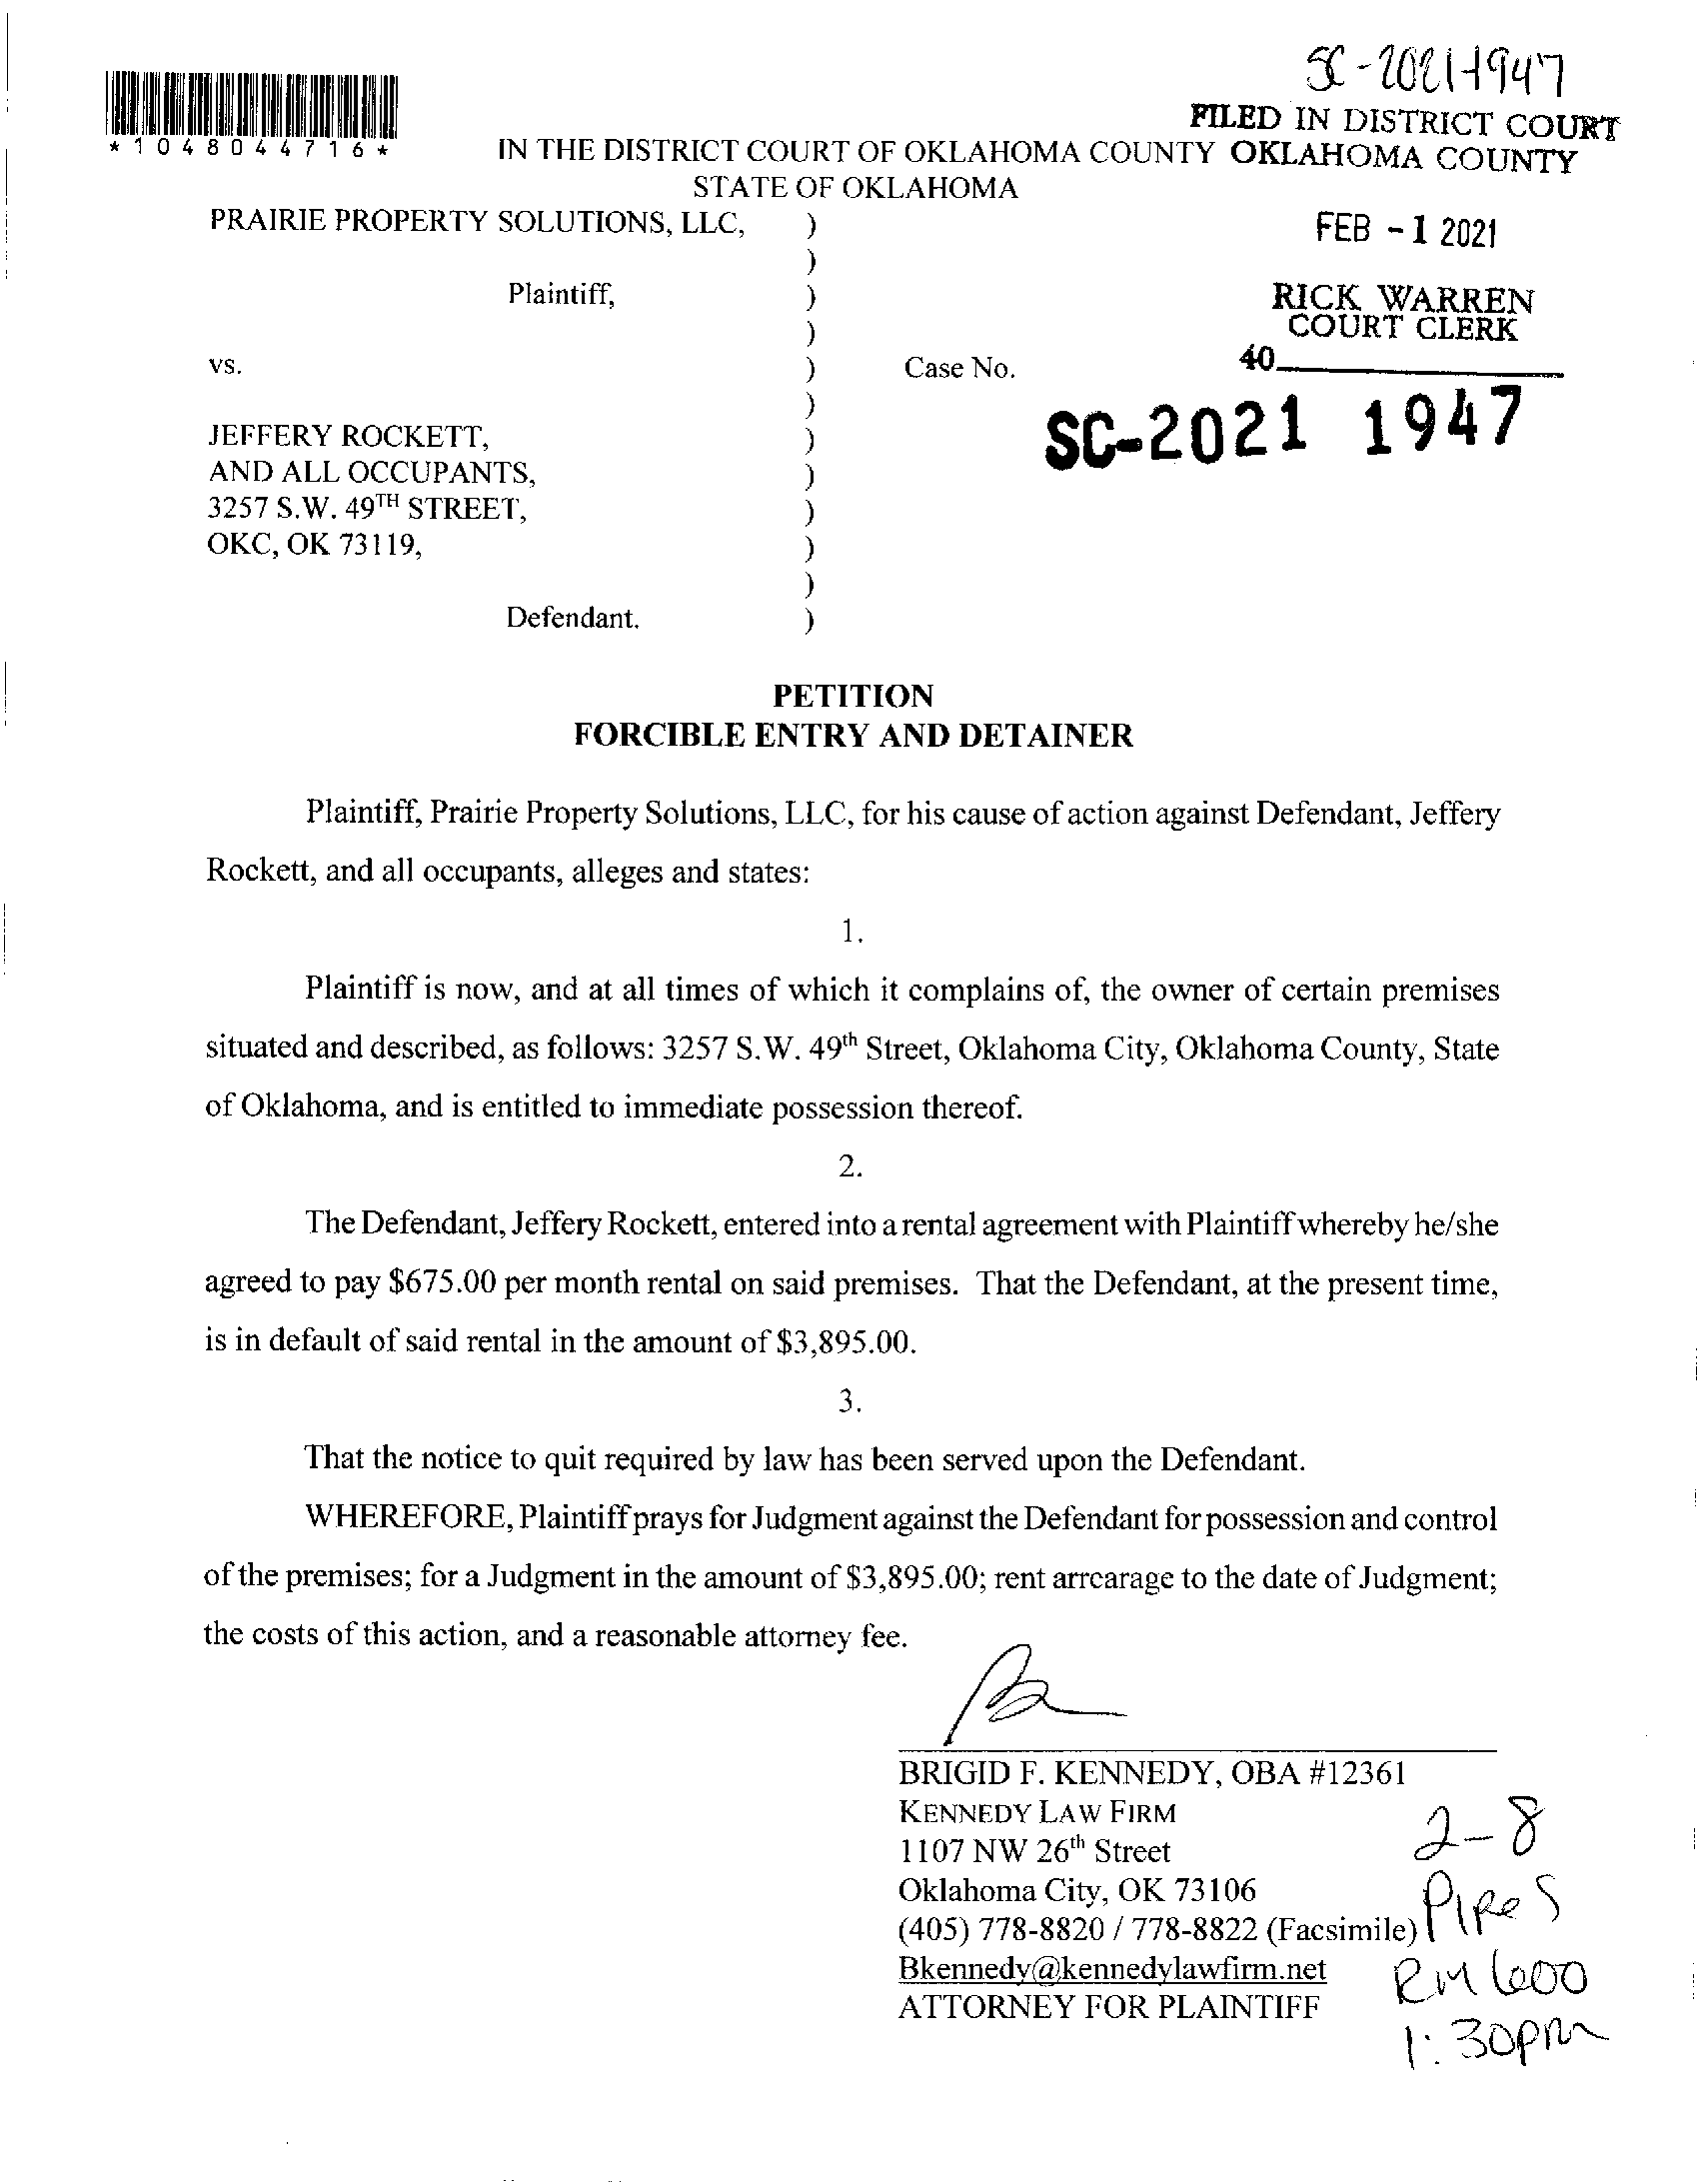 SC-2021-1947
FILED IN DISTRICT COURT
OKLAHOMA COUNTY
*1048044716*
IN THE DISTRICT COURT OF OKLAHOMA COUNTY
STATE OF OKLAHOMA
FEB -1 2021
RICK WARREN
COURT CLERK
40
PRAIRIE PROPERTY SOLUTIONS, LLC, )
)
Plaintiff, )
)
vs. ) Case No.
)
SC-2021 1947
JEFFERY ROCKETT, )
AND ALL OCCUPANTS, )
3257 S.W. 49TH STREET, )
OKC, OK 73119, )
)
Defendant. )
PETITION
FORCIBLE ENTRY AND DETAINER
Plaintiff, Prairie Property Solutions, LLC, for his cause of action against Defendant, Jeffery
Rockett, and all occupants, alleges and states:
1.
Plaintiff is now, and at all times of which it complains of, the owner of certain premises
situated and described, as follows: 3257 S.W. 49th Street, Oklahoma City, Oklahoma County, State
of Oklahoma, and is entitled to immediate possession thereof.
2.
The Defendant, Jeffery Rockett, entered into a rental agreement with Plaintiff whereby he/she
agreed to pay $675.00 per month rental on said premises. That the Defendant, at the present time,
is in default of said rental in the amount of $3,895.00.
3.
That the notice to quit required by law has been served upon the Defendant.
WHEREFORE, Plaintiff prays for Judgment against the Defendant for possession and control
of the premises; for a Judgment in the amount of $3,895.00; rent arrearage to the date of Judgment;
the costs of this action, and a reasonable attorney fee.
BRIGID F. KENNEDY, OBA #12361
KENNEDY LAW FIRM
1107 NW 26th Street
Oklahoma City, OK 73106
(405) 778-8820 / 778-8822 (Facsimile)
Bkennedy@kennedylawfirm.net
ATTORNEY FOR PLAINTIFF
2-8
Pipes
RM 600
1:30pm